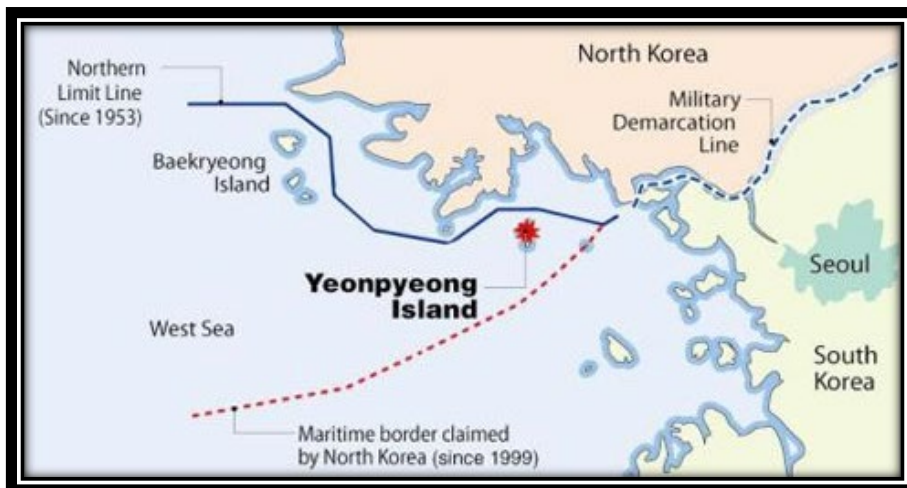 North Korea
Northern
Limit Line
(Since 1953)
Military
Demarcation
Line
Baekryeong
Island
Seoul
Yeonpyeong
Island
West Sea
South
Korea
Maritime border claimed
by North Korea (since 1999)